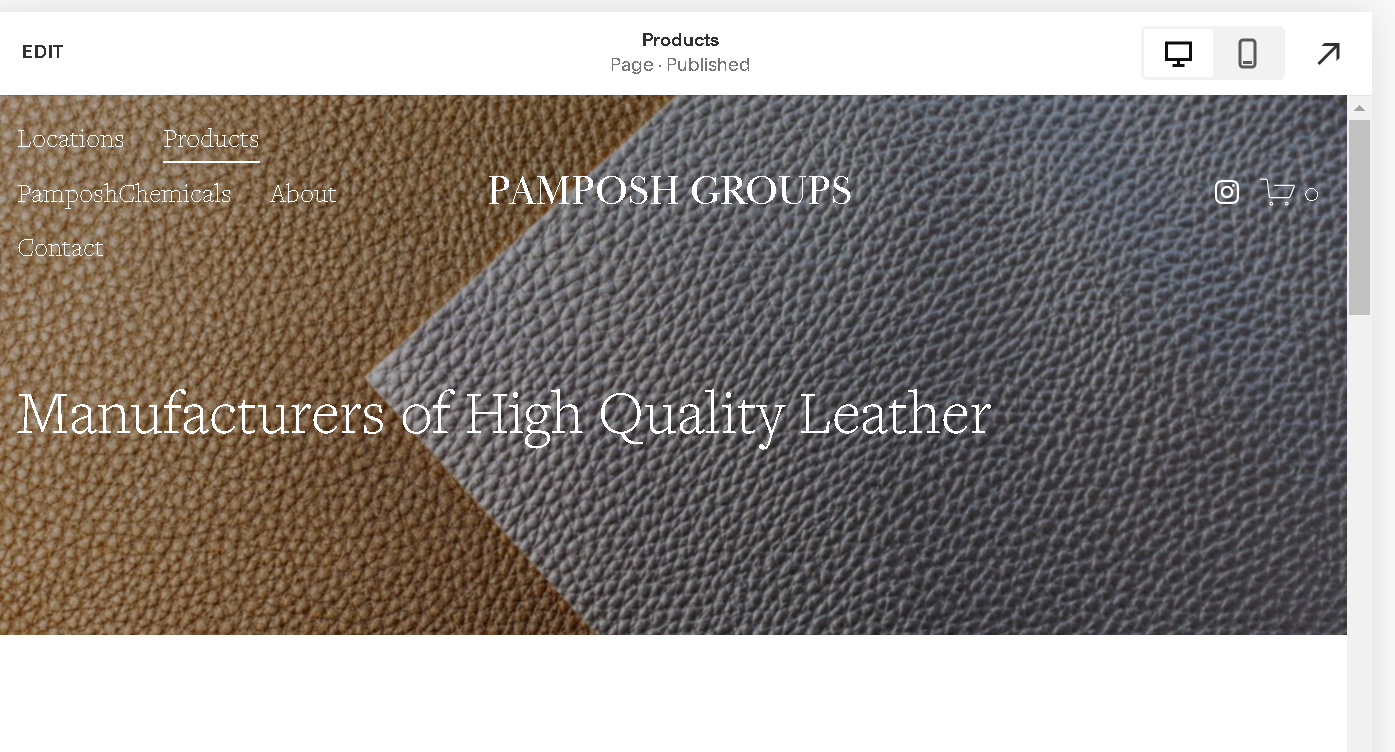 EDIT
Products
Page · Published
Locations Products
PamposhChemicals About
Contact
PAMPOSH GROUPS
0
Manufacturers of High Quality Leather